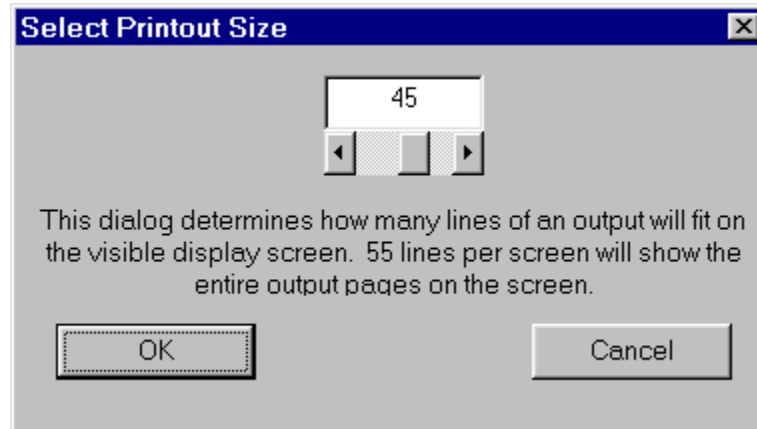 Select Printout Size
45
This dialog determines how many lines of an output will fit on
the visible display screen. 55 lines per screen will show the
entire output pages on the screen.
OK
Cancel